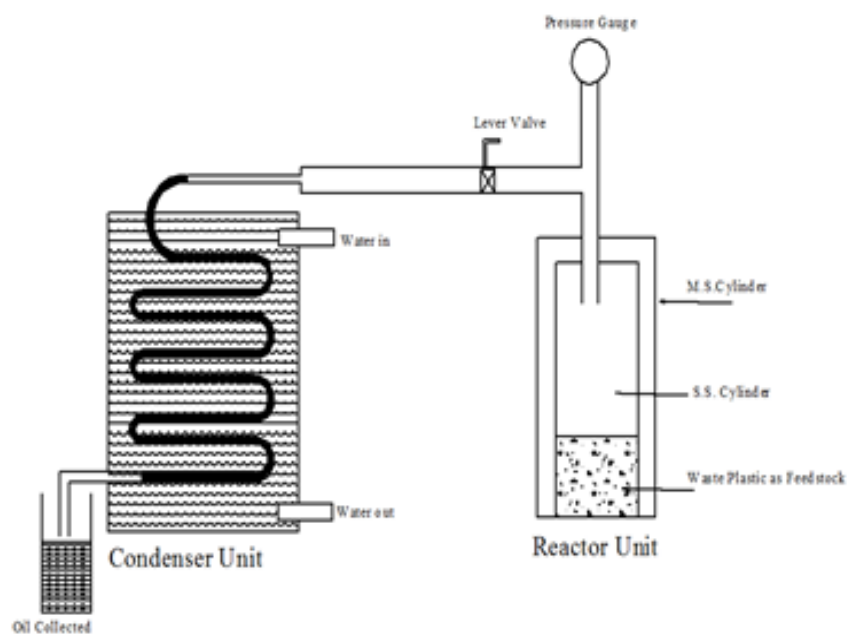 Pressure Gauge
Lever Valve
Water in
M.S.Cylinder
S.S. Cylinder
Waste Plastic as Feedstock
Water out
Condenser Unit
Reactor Unit
Oil Collected